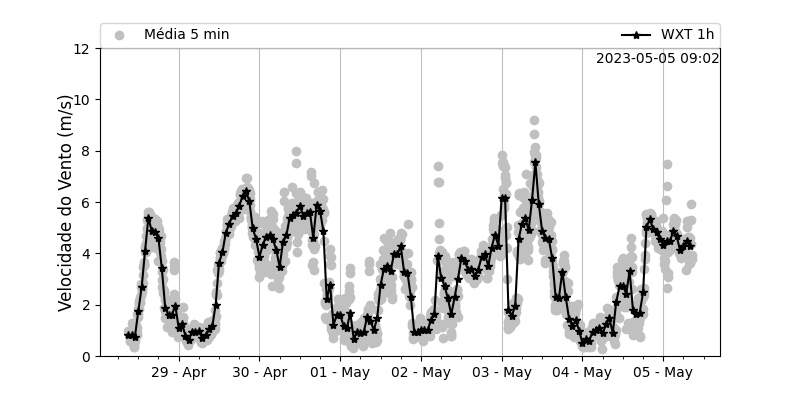 Média 5 min
WXT 1h
2023-05-05 09:02
Velocidade do Vento (m/s)
12
10
8
6
4
2
0
29 - Apr
30 - Apr
01 - May
02 - May
03 - May
04 - May
05 - May